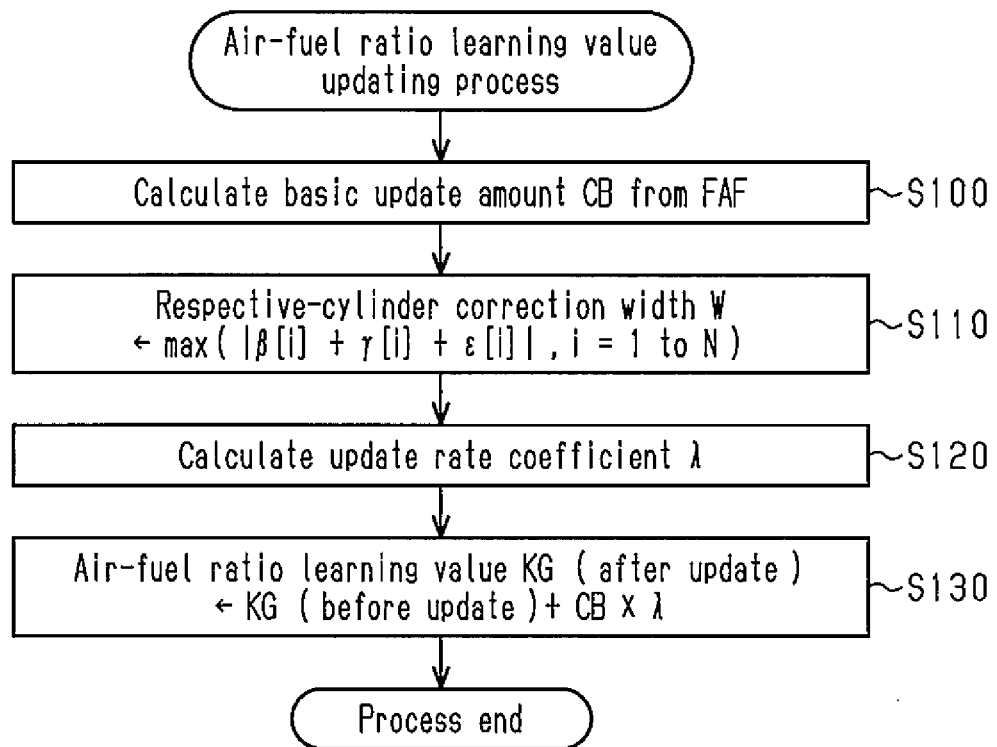 Air-fuel ratio learning value
updating process
Calculate basic update amount CB from FAF
S100
Respective-cylinder correction width W
← max( |β[i] + γ[i] + ε[i]| , i = 1 to N )
S110
Calculate update rate coefficient λ
S120
Air-fuel ratio learning value KG ( after update )
← KG ( before update ) + CB X λ
S130
Process end